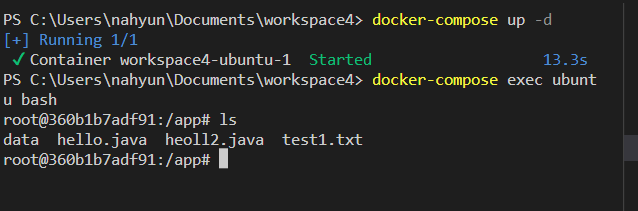 PS C:\Users\nahyun\Documents\workspace4> docker-compose up -d
[+] Running 1/1
✔ Container workspace4-ubuntu-1  Started                    13.3s
PS C:\Users\nahyun\Documents\workspace4> docker-compose exec ubunt
u bash
root@360b1b7adf91:/app# ls
data  hello.java  heoll2.java  test1.txt
root@360b1b7adf91:/app#